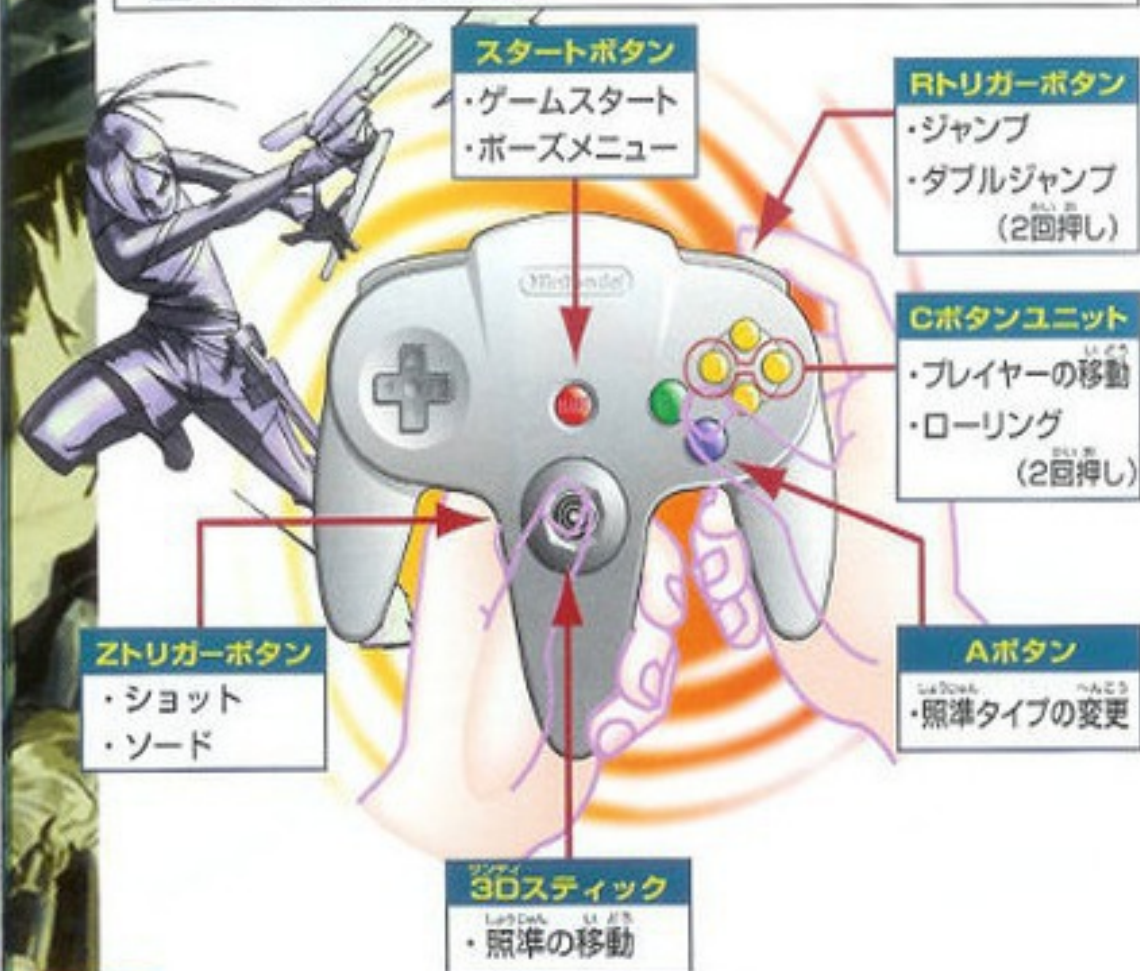 スタートボタン
・ゲームスタート
・ポーズメニュー
Rトリガーボタン
・ジャンプ
・ダブルジャンプ
(2回押し)
Nintendo
Cボタンユニット
・プレイヤーの移動
・ローリング
(2回押し)
Zトリガーボタン
・ショット
・ソード
Aボタン
・照準タイプの変更
3Dスティック
・照準の移動